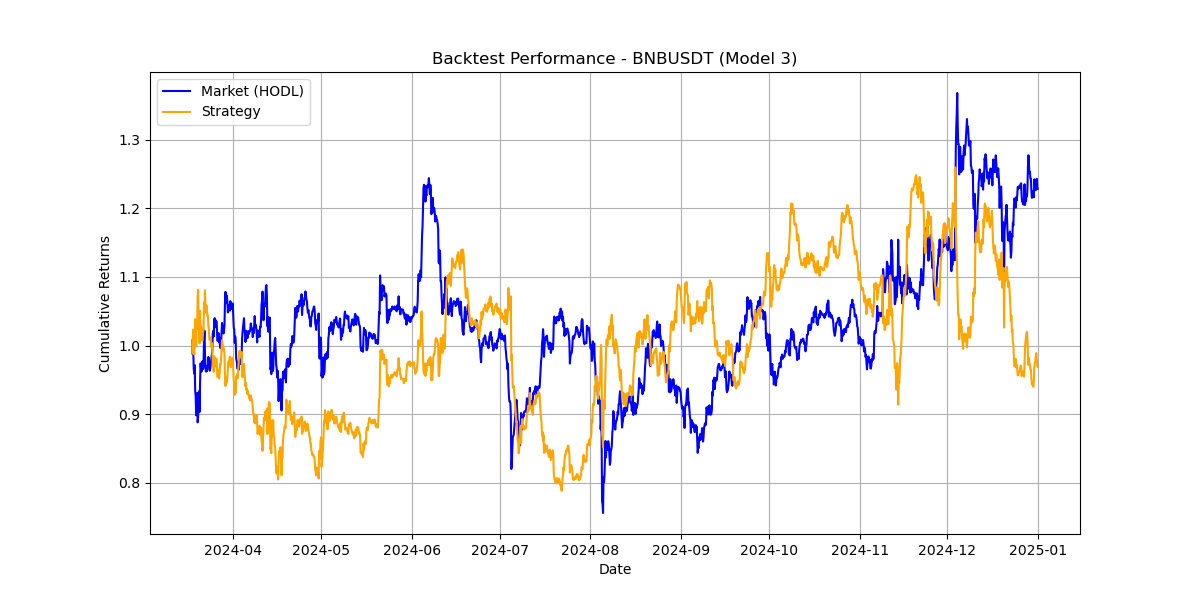 Backtest Performance - BNBUSDT (Model 3)
Market (HODL)
Strategy
Cumulative Returns
1.3
1.2
1.1
1.0
0.9
0.8
2024-04 2024-05 2024-06 2024-07 2024-08 2024-09 2024-10 2024-11 2024-12 2025-01
Date